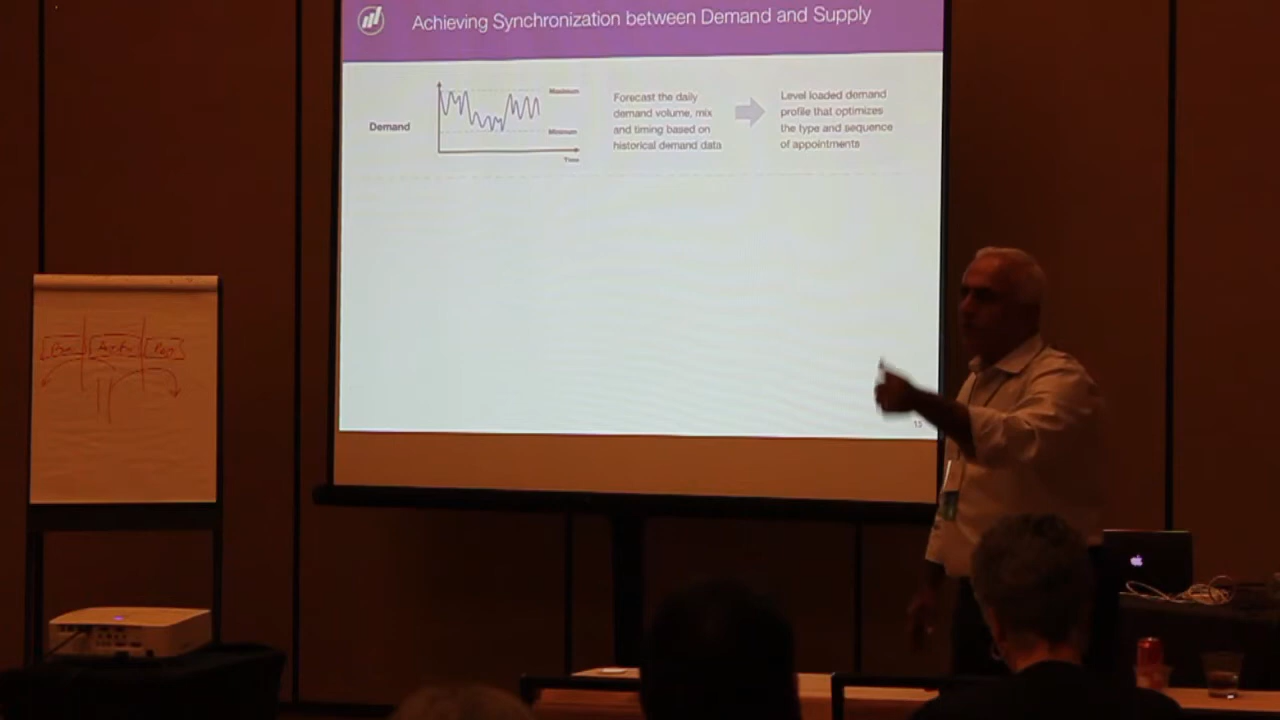 Achieving Synchronization between Demand and Supply
Demand
Maximum
Minimum
Time
Forecast the daily
demand volume, mix
and timing based on
historical demand data
Level loaded demand
profile that optimizes
the type and sequence
of appointments
15